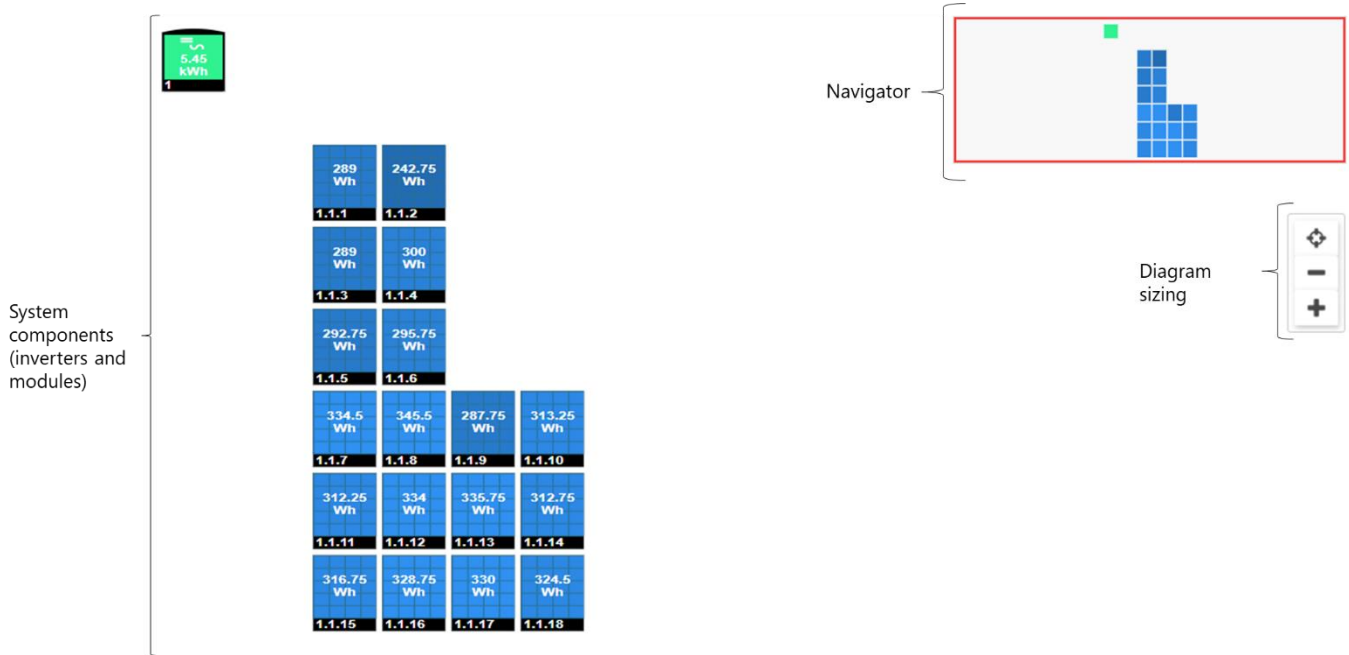 5.45
kWh
1
Navigator
289
Wh
1.1.1
242.75
Wh
1.1.2
289
Wh
1.1.3
300
Wh
1.1.4
Diagram
sizing
System
components
(inverters and
modules)
292.75
Wh
1.1.5
295.75
Wh
1.1.6
334.5
Wh
1.1.7
345.5
Wh
1.1.8
287.75
Wh
1.1.9
313.25
Wh
1.1.10
312.25
Wh
1.1.11
334
Wh
1.1.12
335.75
Wh
1.1.13
312.75
Wh
1.1.14
316.75
Wh
1.1.15
328.75
Wh
1.1.16
330
Wh
1.1.17
324.5
Wh
1.1.18